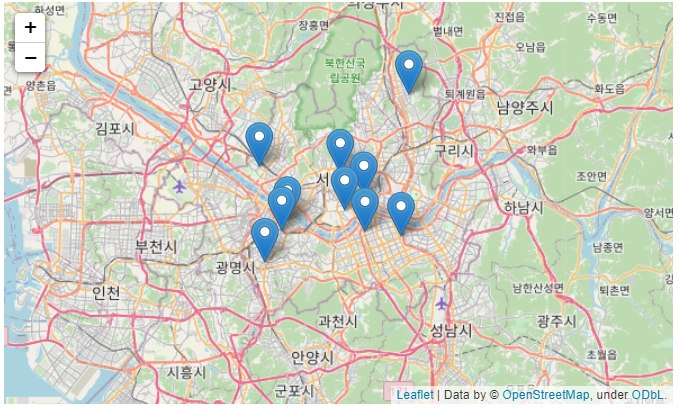 의정부시
화성면
장흥면
진접읍
수동면
별내면
오남읍
+
−
북한산국
립공원
고양시
양촌읍
퇴계원읍
화도읍
남양주시
김포시
구리시
와부읍
조안면
서
하남시
양서면
부천시
남종면
광명시
인천
남한산성면
퇴촌면
과천시
성남시
광주시
안양시
초월읍
시흥시
군포시
Leaflet | Data by © OpenStreetMap, under ODbL.